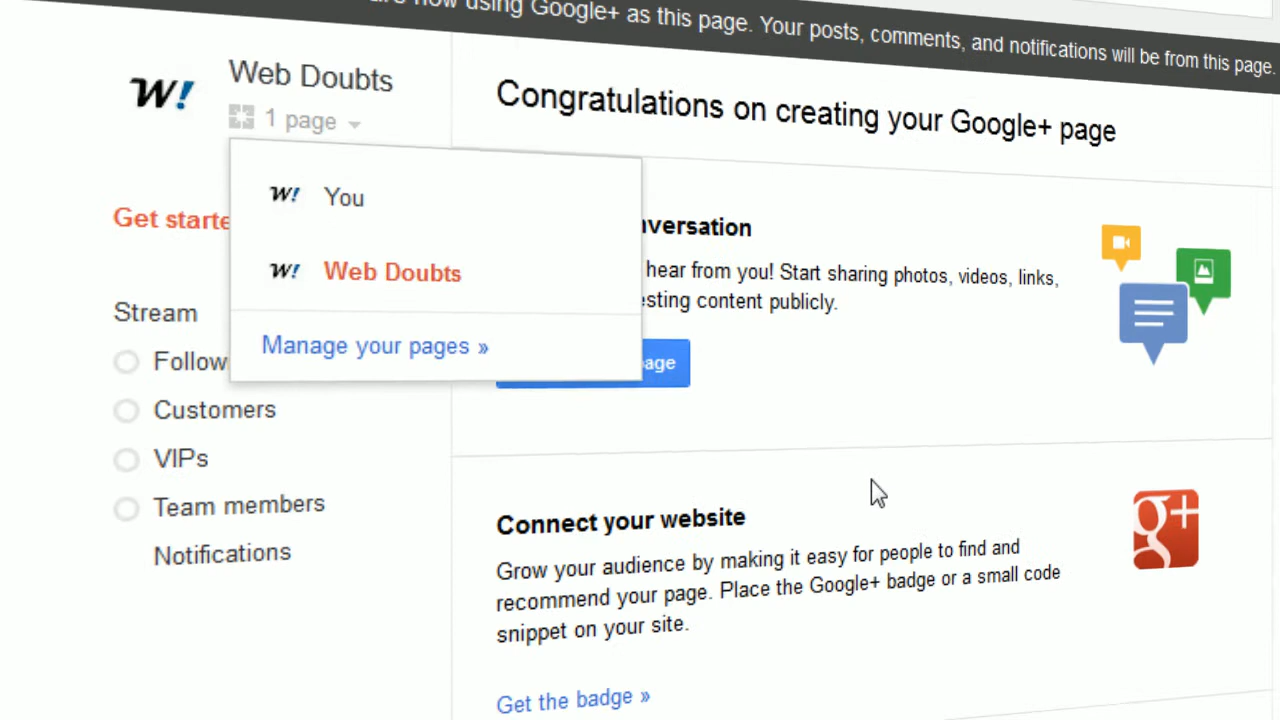 now using Google+ as this page. Your posts, comments, and notifications will be from this page.
W!
Web Doubts
1 page
Congratulations on creating your Google+ page
W! You
W! Web Doubts
Manage your pages »
Get starte
Stream
Follow
Customers
VIPs
Team members
Notifications
nversation
hear from you! Start sharing photos, videos, links,
esting content publicly.
page
Connect your website
Grow your audience by making it easy for people to find and
recommend your page. Place the Google+ badge or a small code
snippet on your site.
Get the badge »
g+